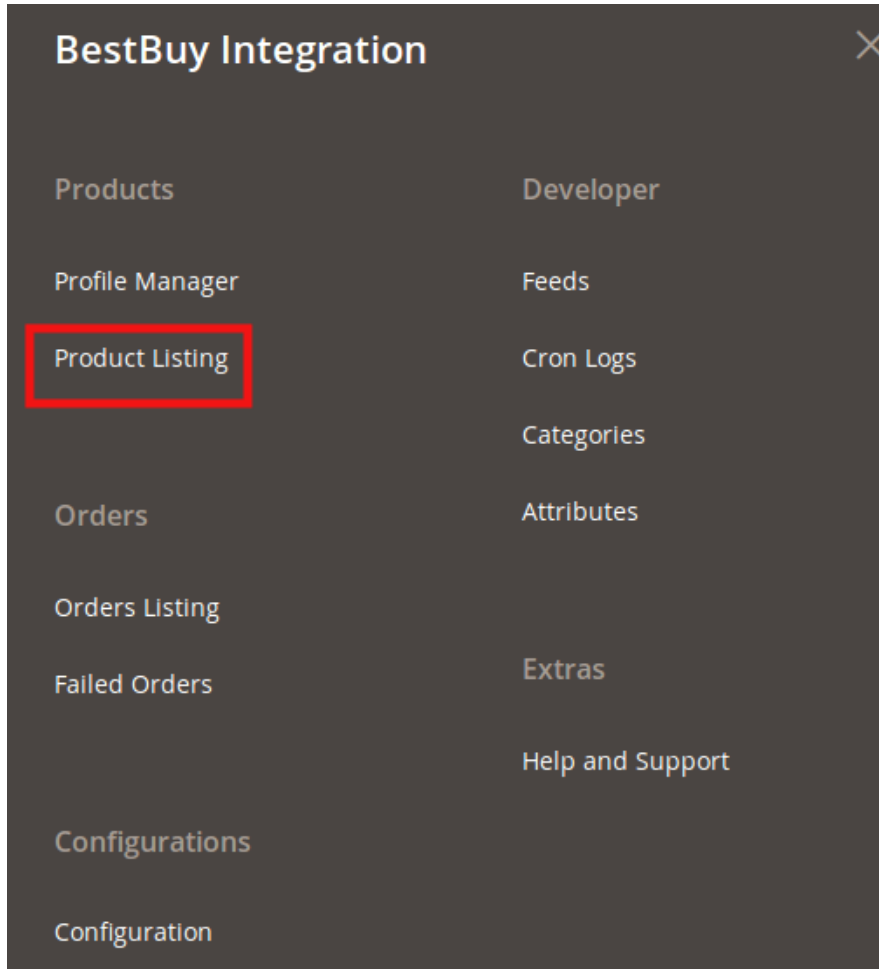 BestBuy Integration
Products
Profile Manager
Product Listing
Orders
Orders Listing
Failed Orders
Configurations
Configuration
Developer
Feeds
Cron Logs
Categories
Attributes
Extras
Help and Support